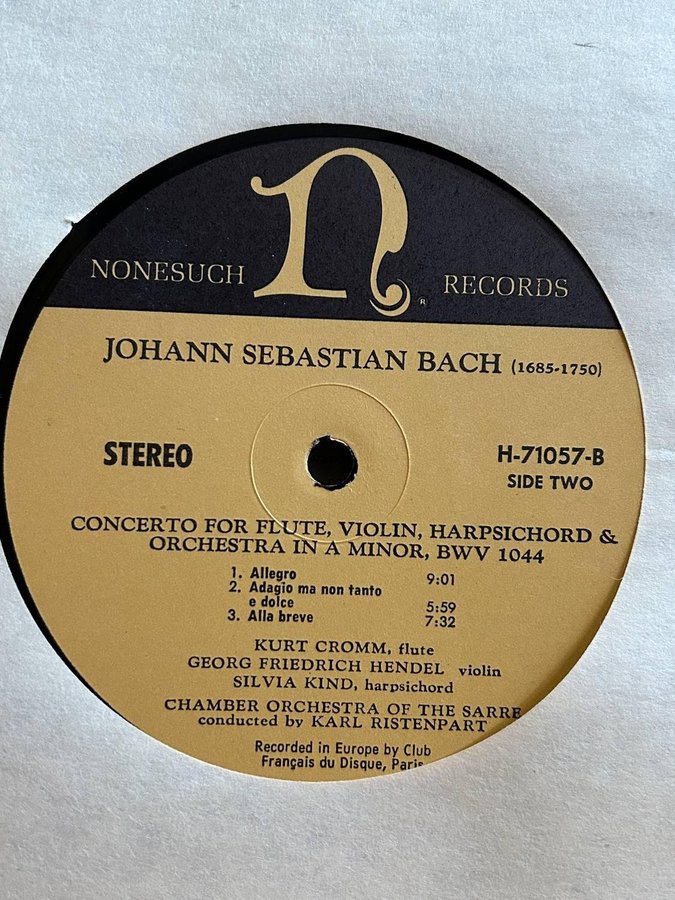 n
NONESUCH RECORDS
®
JOHANN SEBASTIAN BACH (1685-1750)
STEREO
H-71057-B
SIDE TWO
CONCERTO FOR FLUTE, VIOLIN, HARPSICHORD &
ORCHESTRA IN A MINOR, BWV 1044
1. Allegro 9:01
2. Adagio ma non tanto
e dolce 5:59
3. Alla breve 7:32
KURT CROMM, flute
GEORG FRIEDRICH HENDEL violin
SILVIA KIND, harpsichord
CHAMBER ORCHESTRA OF THE SARRE
conducted by KARL RISTENPART
Recorded in Europe by Club
Français du Disque, Paris